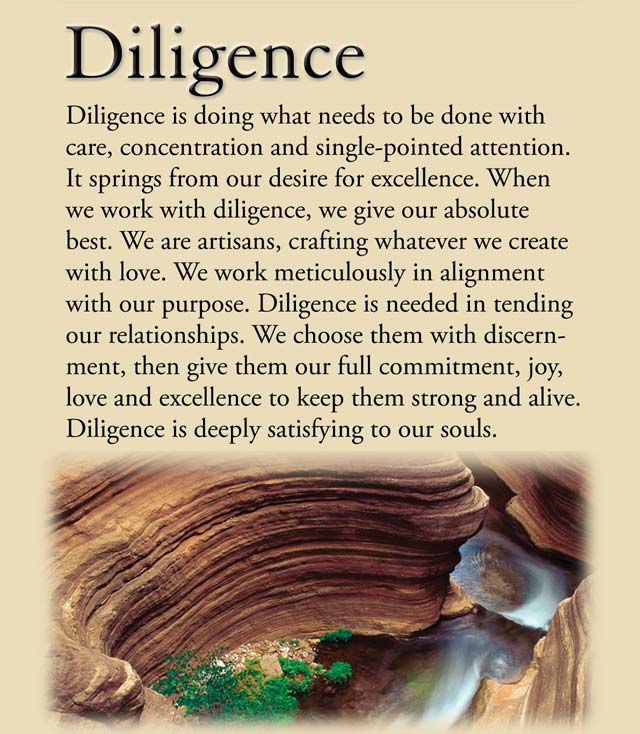 Diligence
Diligence is doing what needs to be done with
care, concentration and single-pointed attention.
It springs from our desire for excellence. When
we work with diligence, we give our absolute
best. We are artisans, crafting whatever we create
with love. We work meticulously in alignment
with our purpose. Diligence is needed in tending
our relationships. We choose them with discern-
ment, then give them our full commitment, joy,
love and excellence to keep them strong and alive.
Diligence is deeply satisfying to our souls.